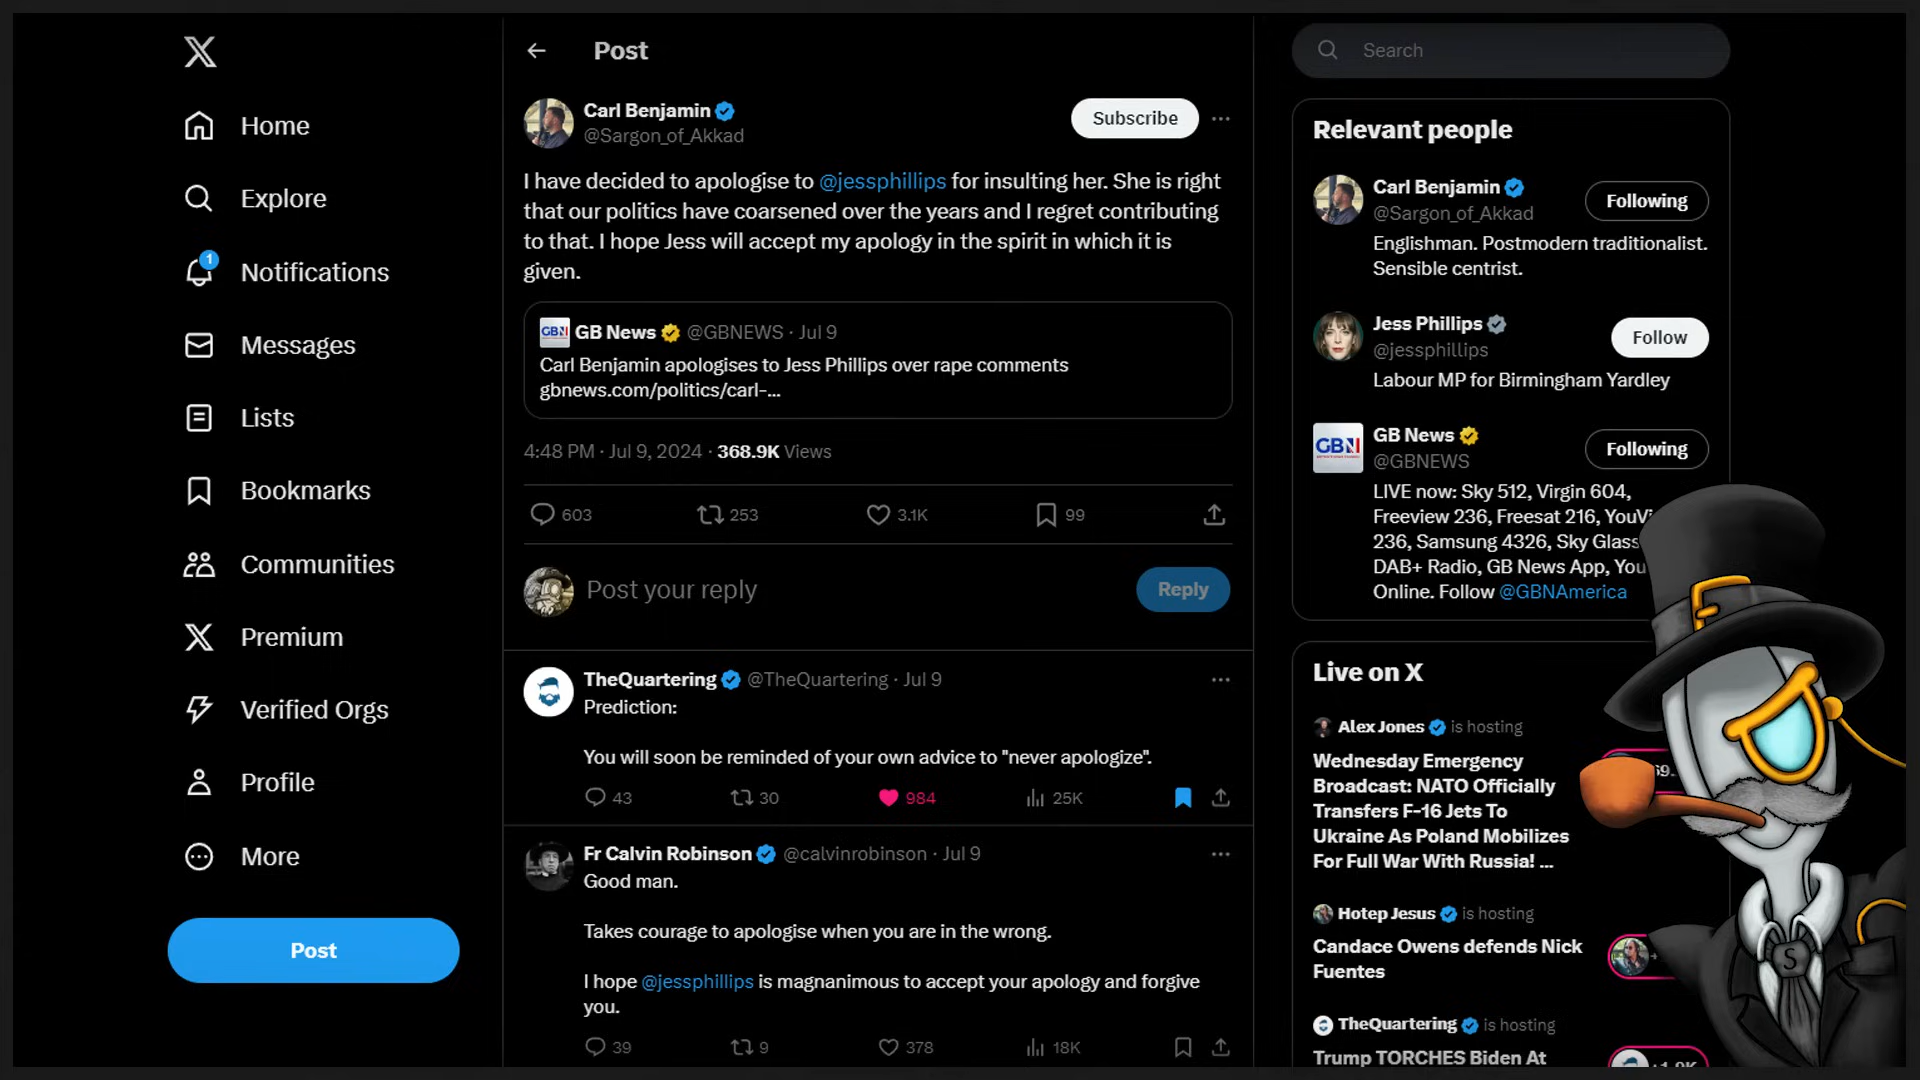 Home
Explore
1
Notifications
Messages
Lists
Bookmarks
Communities
Premium
Verified Orgs
Profile
More
Post
Post
Carl Benjamin
@Sargon_of_Akkad
Subscribe
I have decided to apologise to @jessphillips for insulting her. She is right
that our politics have coarsened over the years and I regret contributing
to that. I hope Jess will accept my apology in the spirit in which it is
given.
GBN GB News @GBNEWS · Jul 9
Carl Benjamin apologises to Jess Phillips over rape comments
gbnews.com/politics/carl-...
4:48 PM · Jul 9, 2024 · 368.9K Views
603 253 3.1K 99
Post your reply
Reply
TheQuartering @TheQuartering · Jul 9
Prediction:
You will soon be reminded of your own advice to "never apologize".
43 30 984 25K
Fr Calvin Robinson @calvinrobinson · Jul 9
Good man.
Takes courage to apologise when you are in the wrong.
I hope @jessphillips is magnanimous to accept your apology and forgive
you.
39 9 378 18K
Search
Relevant people
Carl Benjamin
@Sargon_of_Akkad
Following
Englishman. Postmodern traditionalist.
Sensible centrist.
Jess Phillips
@jessphillips
Follow
Labour MP for Birmingham Yardley
GBN
GB News
@GBNEWS
Following
LIVE now: Sky 512, Virgin 604,
Freeview 236, Freesat 216, YouVi
236, Samsung 4326, Sky Glass
DAB+ Radio, GB News App, You
Online. Follow @GBNAmerica
Live on X
Alex Jones is hosting
Wednesday Emergency
Broadcast: NATO Officially
Transfers F-16 Jets To
Ukraine As Poland Mobilizes
For Full War With Russia! ...
Hotep Jesus is hosting
Candace Owens defends Nick
Fuentes
TheQuartering is hosting
Trump TORCHES Biden At
S